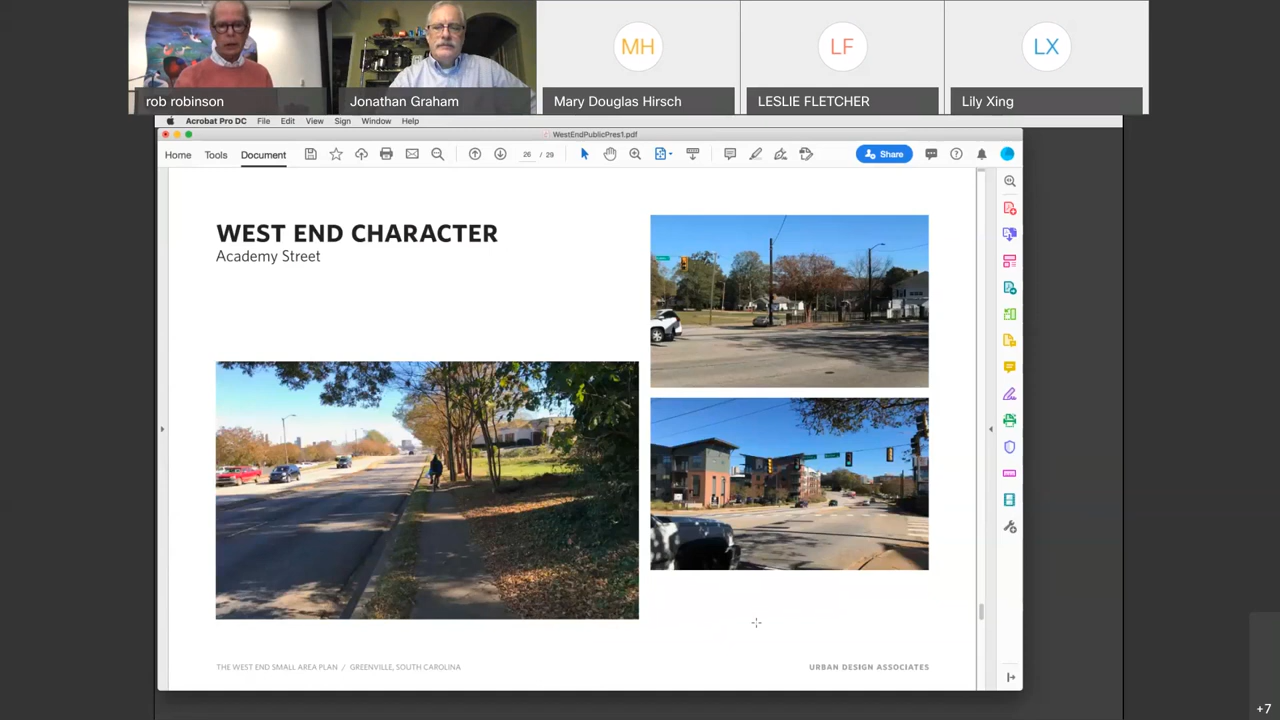 MH
LF
LX
rob robinson
Jonathan Graham
Mary Douglas Hirsch
LESLIE FLETCHER
Lily Xing
Acrobat Pro DC File Edit View Sign Window Help
WestEndPublicPres1.pdf
Home Tools Document 26 / 29 Share
WEST END CHARACTER
Academy Street
THE WEST END SMALL AREA PLAN / GREENVILLE, SOUTH CAROLINA
URBAN DESIGN ASSOCIATES
+7